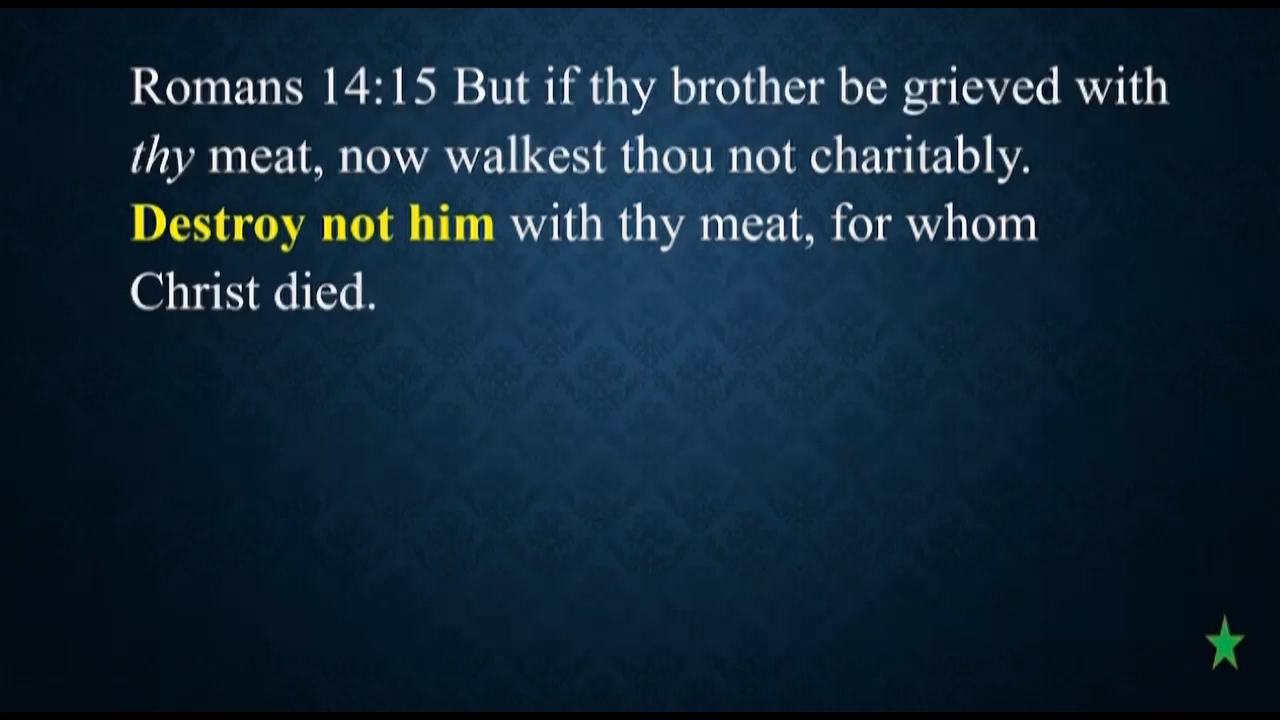 Romans 14:15 But if thy brother be grieved with
thy meat, now walkest thou not charitably.
Destroy not him with thy meat, for whom
Christ died.